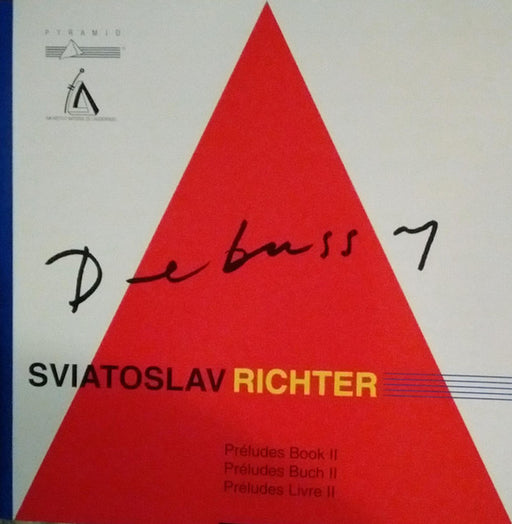 PYRAMID
Debussy
SVIATOSLAV RICHTER
Préludes Book II
Préludes Buch II
Préludes Livre II